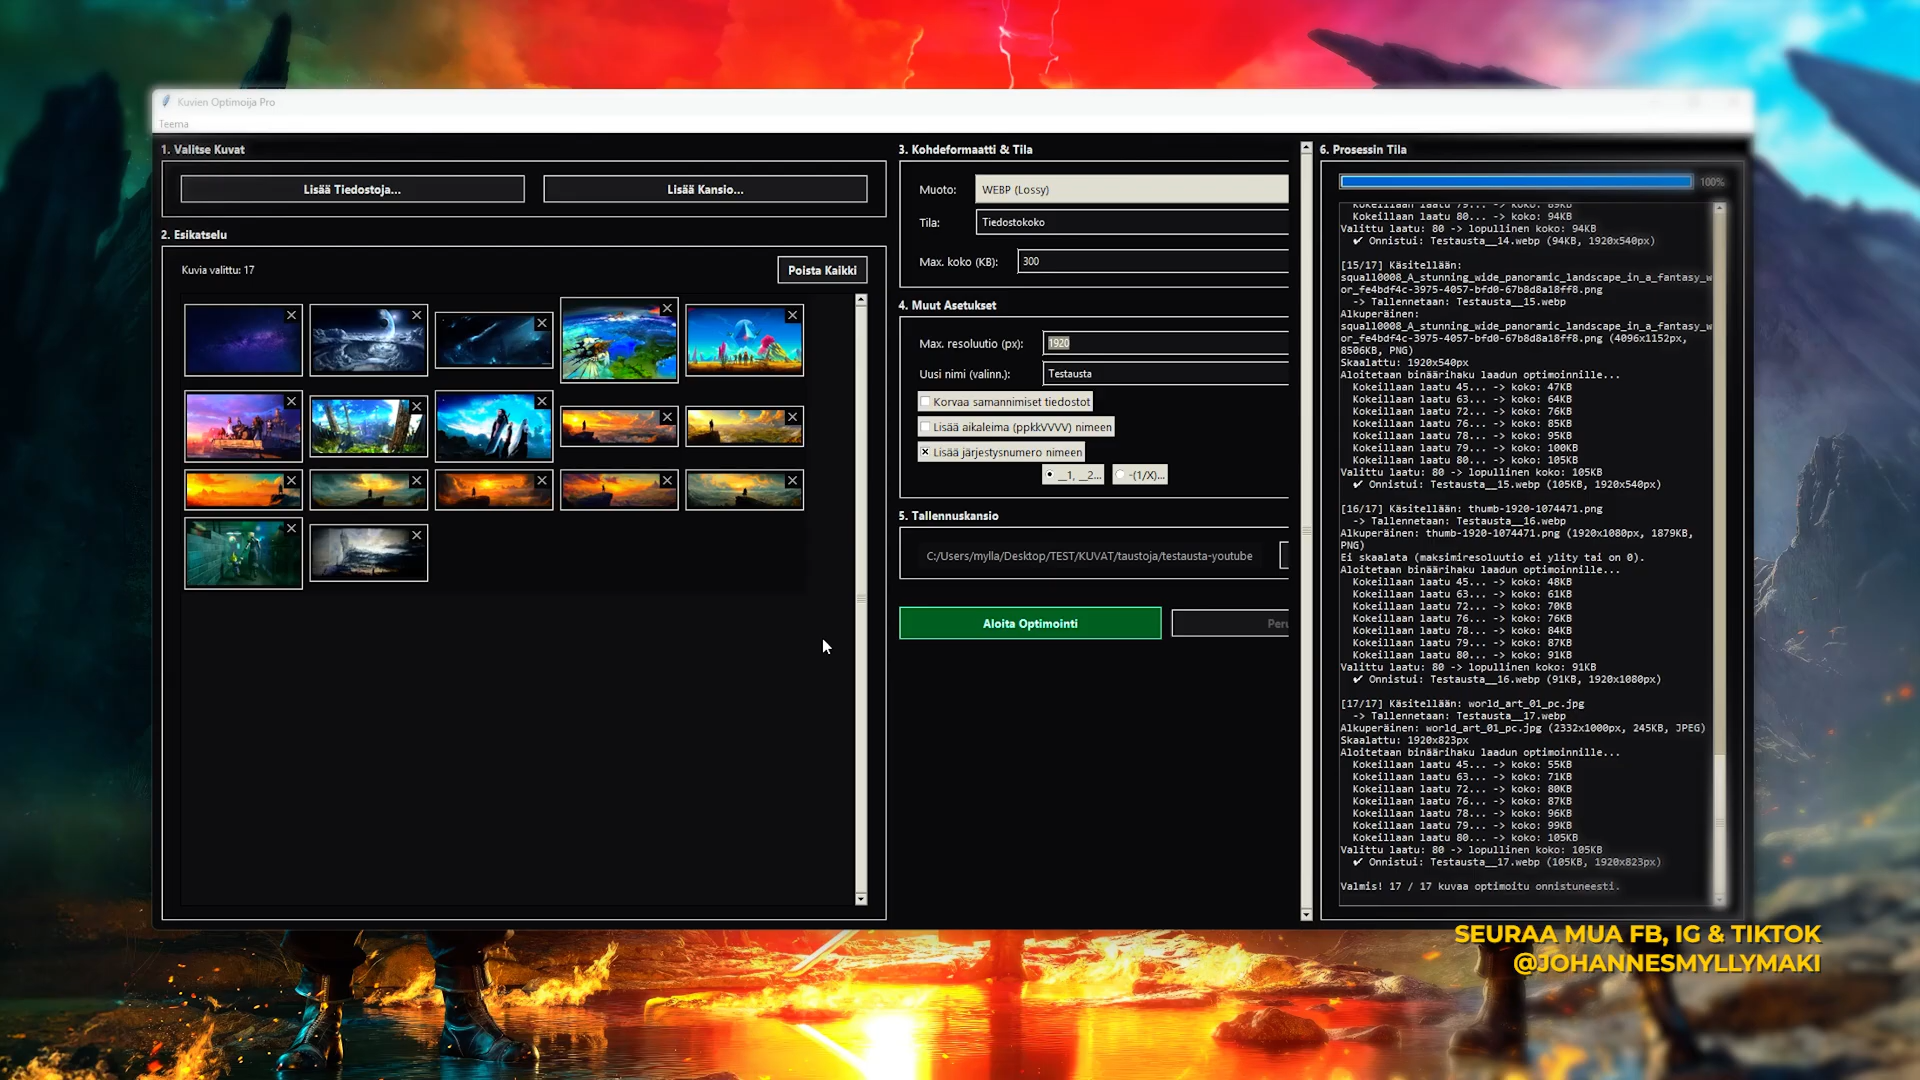 Kuvien Optimoija Pro
Teema
1. Valitse Kuvat
Lisää Tiedostoja...
Lisää Kansio...
2. Esikatselu
Kuvia valittu: 17
Poista Kaikki
3. Kohdeformaatti & Tila
Muoto:
WEBP (Lossy)
Tila:
Tiedostokoko
Max. koko (KB):
300
4. Muut Asetukset
Max. resoluutio (px):
1920
Uusi nimi (valinn.):
Testausta
Korvaa samannimiset tiedostot
Lisää aikaleima (ppkkVVVV) nimeen
Lisää järjestysnumero nimeen
__1, __2...
-(1/X)...
5. Tallennuskansio
C:/Users/mylla/Desktop/TEST/KUVAT/taustoja/testausta-youtube
Aloita Optimointi
Peru
6. Prosessin Tila
100%
Kokeillaan laatu 79... -> koko: 89KB
Kokeillaan laatu 80... -> koko: 94KB
Valittu laatu: 80 -> lopullinen koko: 94KB
✔ Onnistui: Testausta__14.webp (94KB, 1920x540px)
[15/17] Käsitellään:
squall0008_A_stunning_wide_panoramic_landscape_in_a_fantasy_w
or_fe4bdf4c-3975-4057-bfd0-67b8d8a18ff8.png
-> Tallennetaan: Testausta__15.webp
Alkuperäinen:
squall0008_A_stunning_wide_panoramic_landscape_in_a_fantasy_w
or_fe4bdf4c-3975-4057-bfd0-67b8d8a18ff8.png (4096x1152px,
8506KB, PNG)
Skaalattu: 1920x540px
Aloitetaan binäärihaku laadun optimoinnille...
Kokeillaan laatu 45... -> koko: 47KB
Kokeillaan laatu 63... -> koko: 64KB
Kokeillaan laatu 72... -> koko: 76KB
Kokeillaan laatu 76... -> koko: 85KB
Kokeillaan laatu 78... -> koko: 95KB
Kokeillaan laatu 79... -> koko: 100KB
Kokeillaan laatu 80... -> koko: 105KB
Valittu laatu: 80 -> lopullinen koko: 105KB
✔ Onnistui: Testausta__15.webp (105KB, 1920x540px)
[16/17] Käsitellään: thumb-1920-1074471.png
-> Tallennetaan: Testausta__16.webp
Alkuperäinen: thumb-1920-1074471.png (1920x1080px, 1879KB,
PNG)
Ei skaalata (maksimiresoluutio ei ylity tai on 0).
Aloitetaan binäärihaku laadun optimoinnille...
Kokeillaan laatu 45... -> koko: 48KB
Kokeillaan laatu 63... -> koko: 61KB
Kokeillaan laatu 72... -> koko: 70KB
Kokeillaan laatu 76... -> koko: 76KB
Kokeillaan laatu 78... -> koko: 84KB
Kokeillaan laatu 79... -> koko: 87KB
Kokeillaan laatu 80... -> koko: 91KB
Valittu laatu: 80 -> lopullinen koko: 91KB
✔ Onnistui: Testausta__16.webp (91KB, 1920x1080px)
[17/17] Käsitellään: world_art_01_pc.jpg
-> Tallennetaan: Testausta__17.webp
Alkuperäinen: world_art_01_pc.jpg (2332x1000px, 245KB, JPEG)
Skaalattu: 1920x823px
Aloitetaan binäärihaku laadun optimoinnille...
Kokeillaan laatu 45... -> koko: 55KB
Kokeillaan laatu 63... -> koko: 71KB
Kokeillaan laatu 72... -> koko: 80KB
Kokeillaan laatu 76... -> koko: 87KB
Kokeillaan laatu 78... -> koko: 96KB
Kokeillaan laatu 79... -> koko: 99KB
Kokeillaan laatu 80... -> koko: 105KB
Valittu laatu: 80 -> lopullinen koko: 105KB
✔ Onnistui: Testausta__17.webp (105KB, 1920x823px)
Valmis! 17 / 17 kuvaa optimoitu onnistuneesti.
SEURAA MUA FB, IG & TIKTOK
@JOHANNESMYLLYMAKI